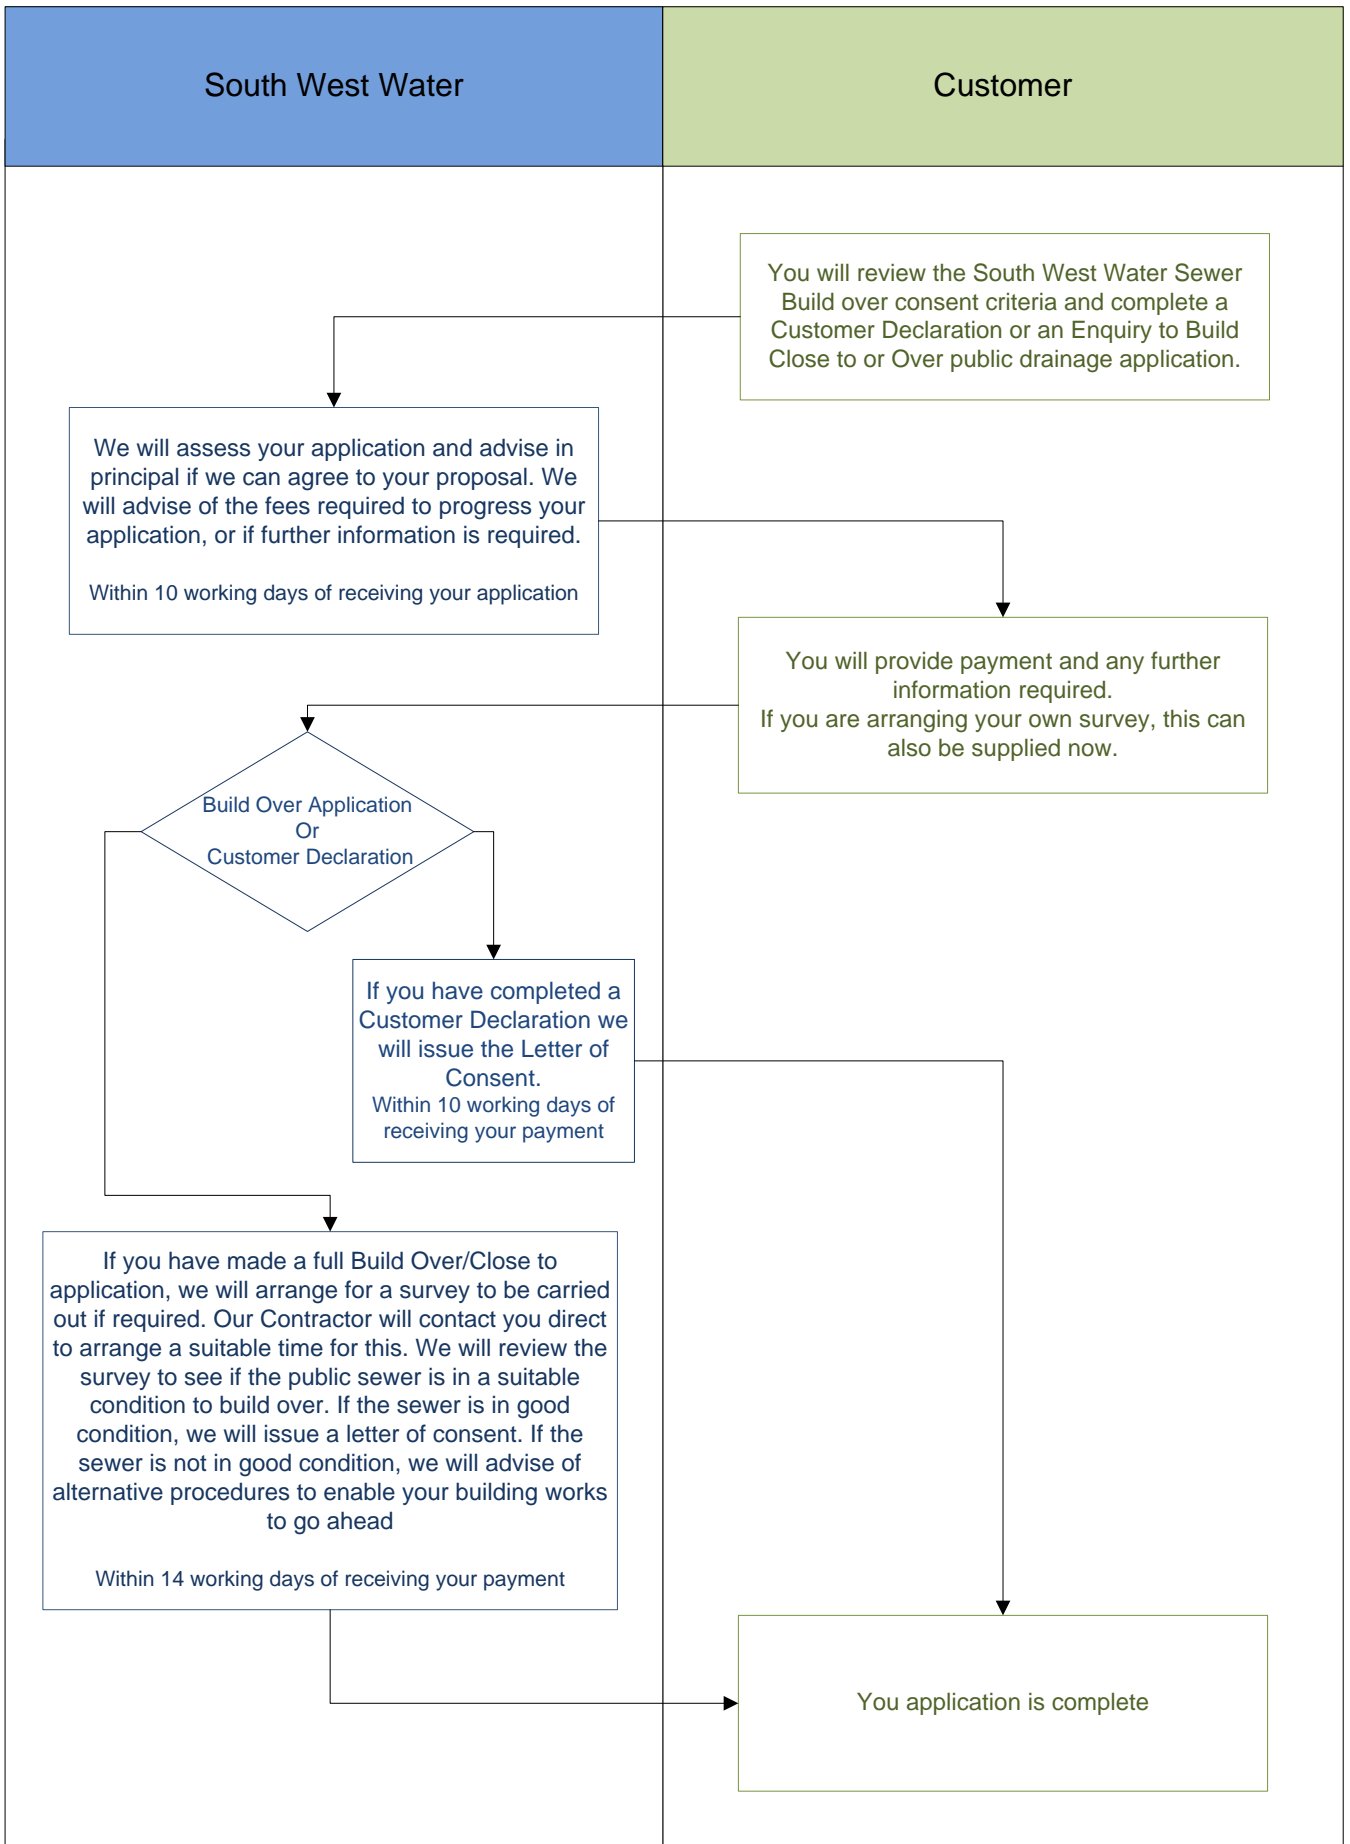 South West Water
Customer
You will review the South West Water Sewer
Build over consent criteria and complete a
Customer Declaration or an Enquiry to Build
Close to or Over public drainage application.
We will assess your application and advise in
principal if we can agree to your proposal. We
will advise of the fees required to progress your
application, or if further information is required.
Within 10 working days of receiving your application
You will provide payment and any further
information required.
If you are arranging your own survey, this can
also be supplied now.
Build Over Application
Or
Customer Declaration
If you have completed a
Customer Declaration we
will issue the Letter of
Consent.
Within 10 working days of
receiving your payment
If you have made a full Build Over/Close to
application, we will arrange for a survey to be carried
out if required. Our Contractor will contact you direct
to arrange a suitable time for this. We will review the
survey to see if the public sewer is in a suitable
condition to build over. If the sewer is in good
condition, we will issue a letter of consent. If the
sewer is not in good condition, we will advise of
alternative procedures to enable your building works
to go ahead
Within 14 working days of receiving your payment
You application is complete